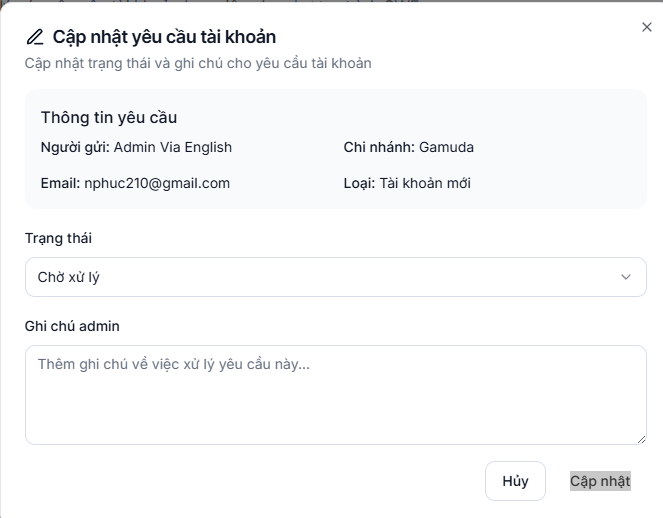 Cập nhật yêu cầu tài khoản
Cập nhật trạng thái và ghi chú cho yêu cầu tài khoản
Thông tin yêu cầu
Người gửi: Admin Via English
Chi nhánh: Gamuda
Email: nphuc210@gmail.com
Loại: Tài khoản mới
Trạng thái
Chờ xử lý
Ghi chú admin
Thêm ghi chú về việc xử lý yêu cầu này...
Hủy
Cập nhật